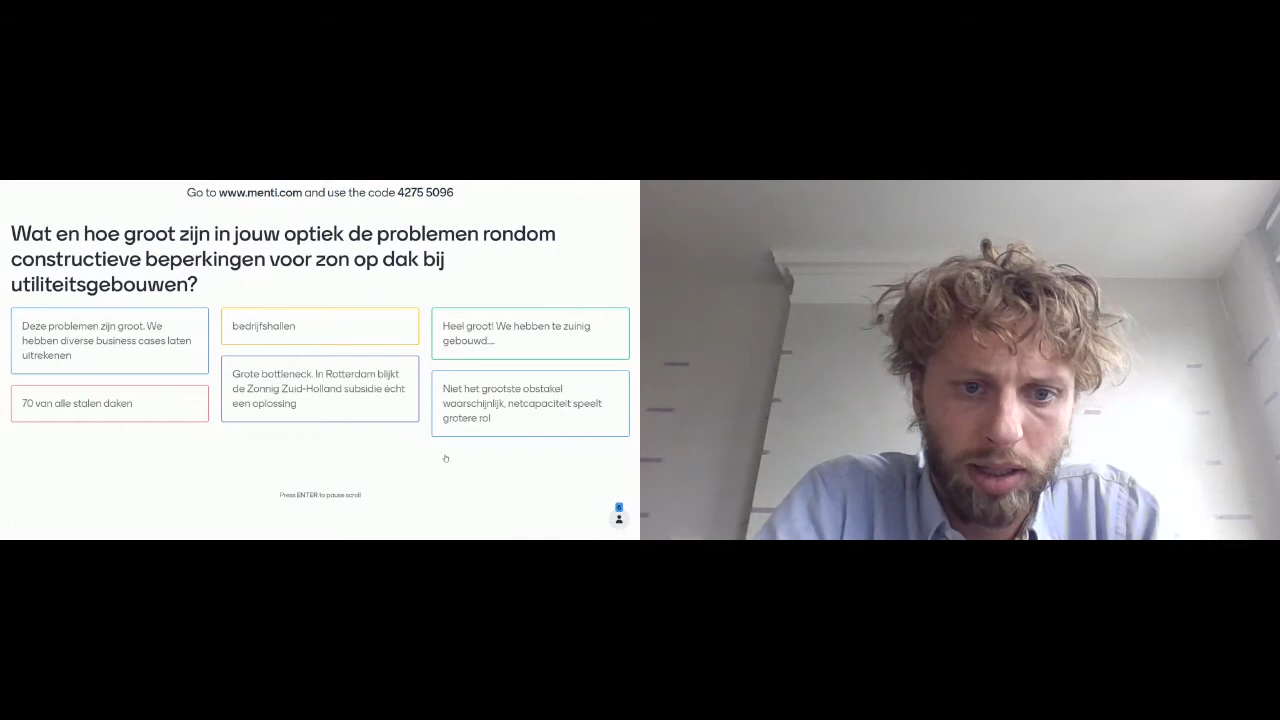 Go to www.menti.com and use the code 4275 5096
Wat en hoe groot zijn in jouw optiek de problemen rondom
constructieve beperkingen voor zon op dak bij
utiliteitsgebouwen?
Deze problemen zijn groot. We
hebben diverse business cases laten
uitrekenen
70 van alle stalen daken
bedrijfshallen
Grote bottleneck. In Rotterdam blijkt
de Zonnig Zuid-Holland subsidie écht
een oplossing
Heel groot! We hebben te zuinig
gebouwd...
Niet het grootste obstakel
waarschijnlijk, netcapaciteit speelt
grotere rol
Press ENTER to pause scroll
6